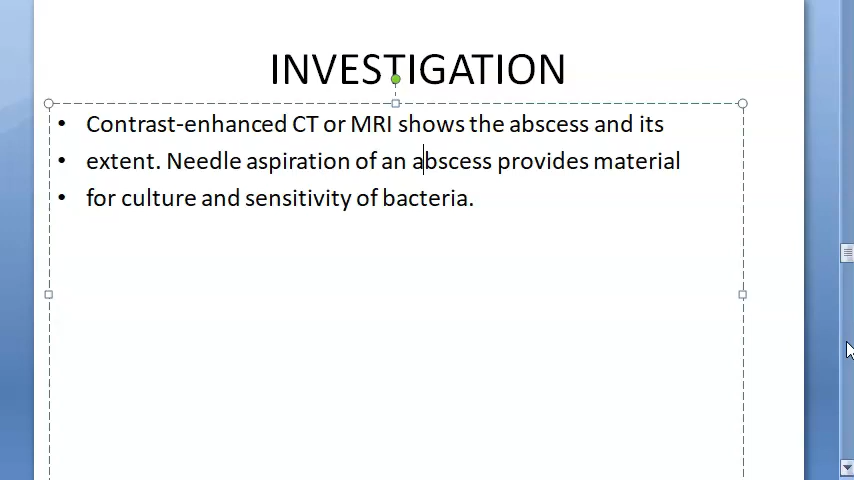 INVESTIGATION
• Contrast-enhanced CT or MRI shows the abscess and its
• extent. Needle aspiration of an abscess provides material
• for culture and sensitivity of bacteria.